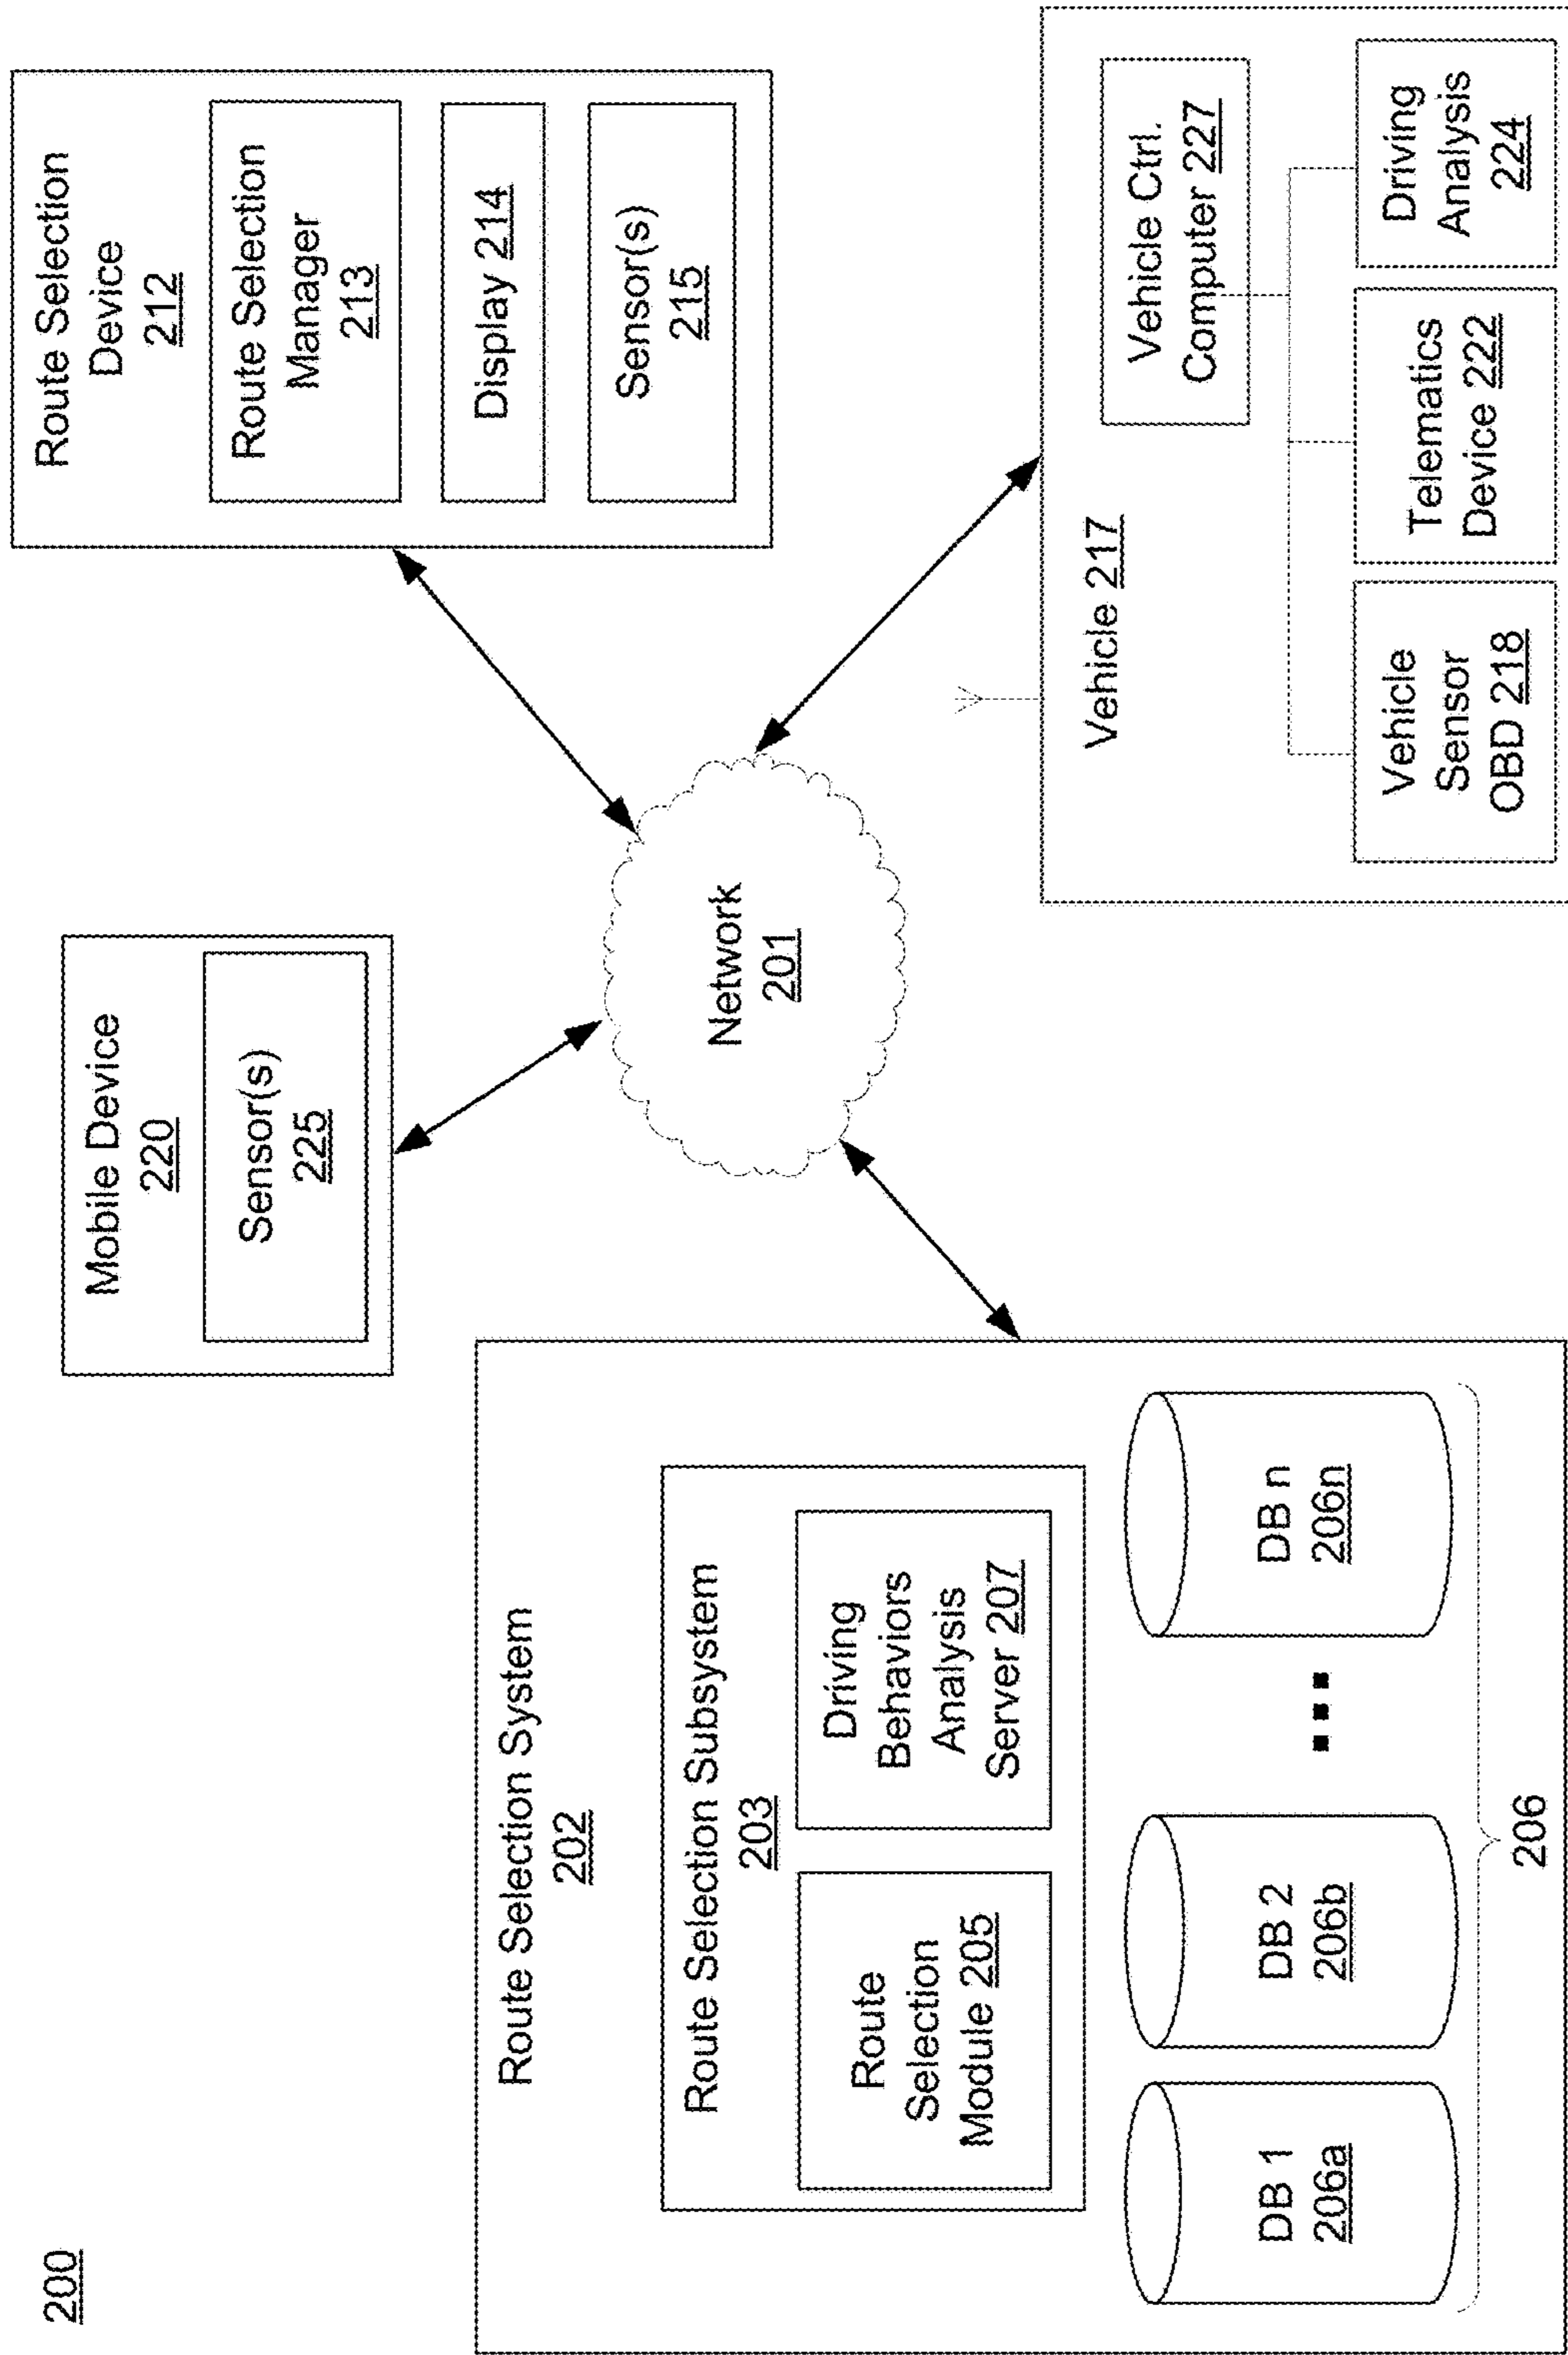 200
Route Selection System
202
Route Selection Subsystem
203
Route
Selection
Module 205
Driving
Behaviors
Analysis
Server 207
DB 1
206a
DB 2
206b
DB n
206n
206
Mobile Device
220
Sensor(s)
225
Network
201
Route Selection
Device
212
Route Selection
Manager
213
Display 214
Sensor(s)
215
Vehicle 217
Vehicle Ctrl.
Computer 227
Vehicle
Sensor
OBD 218
Telematics
Device 222
Driving
Analysis
224